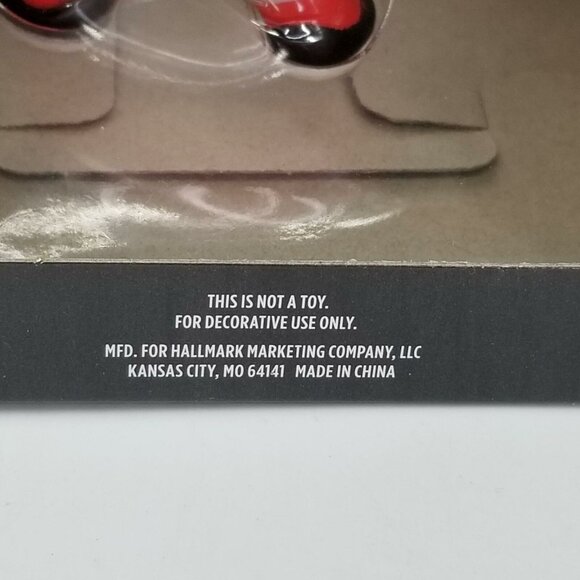 THIS IS NOT A TOY.
FOR DECORATIVE USE ONLY.
MFD. FOR HALLMARK MARKETING COMPANY, LLC
KANSAS CITY, MO 64141 MADE IN CHINA